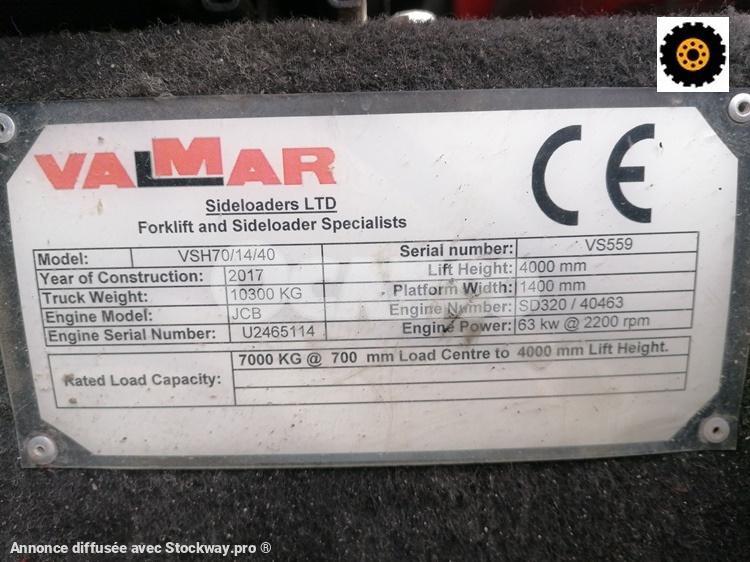 VALMAR
CE
Sideloaders LTD
Forklift and Sideloader Specialists
Model: VSH70/14/40 Serial number: VS559
Year of Construction: 2017 Lift Height: 4000 mm
Truck Weight: 10300 KG Platform Width: 1400 mm
Engine Model: JCB Engine Number: SD320 / 40463
Engine Serial Number: U2465114 Engine Power: 63 kw @ 2200 rpm
Rated Load Capacity: 7000 KG @ 700 mm Load Centre to 4000 mm Lift Height.
Annonce diffusée avec Stockway.pro ®